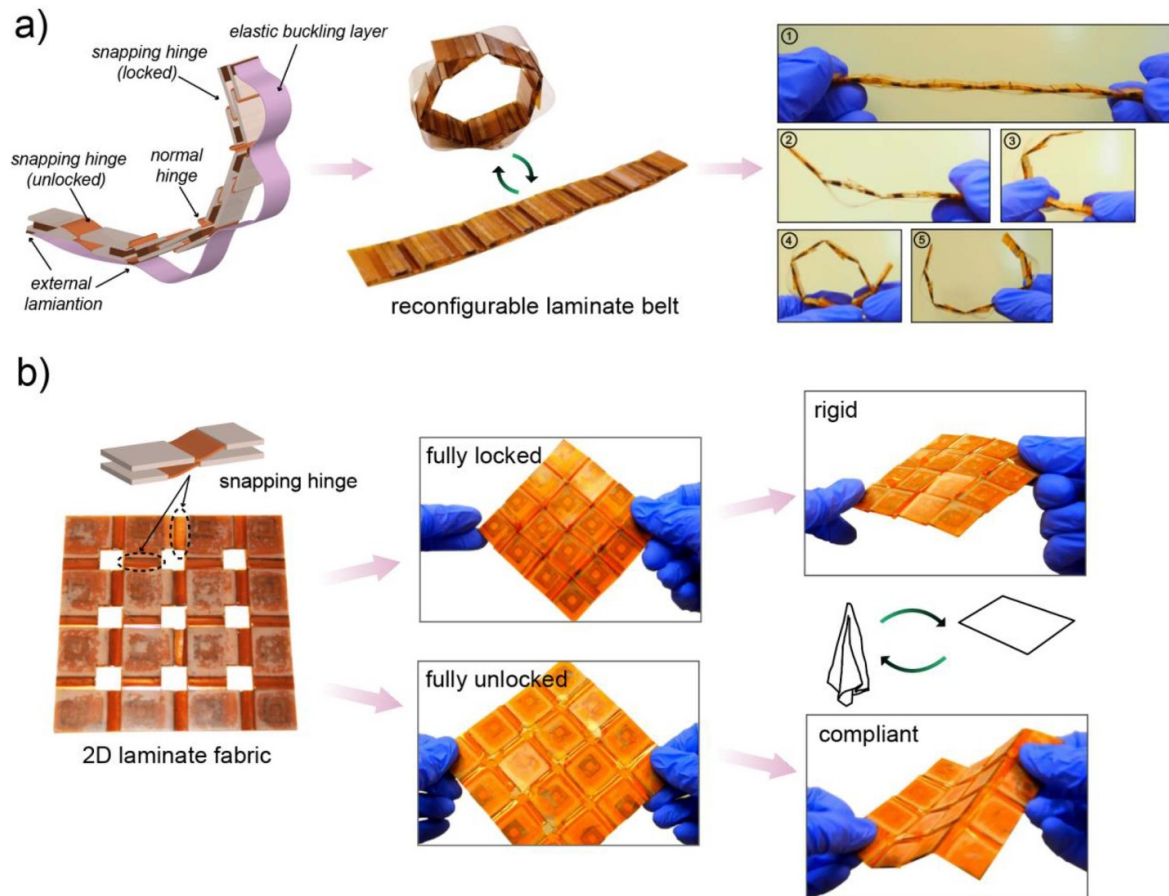 a)
elastic buckling layer
snapping hinge
(locked)
snapping hinge
(unlocked)
normal
hinge
external
lamiantion
reconfigurable laminate belt
1
2
3
4
5
b)
snapping hinge
2D laminate fabric
fully locked
rigid
fully unlocked
compliant